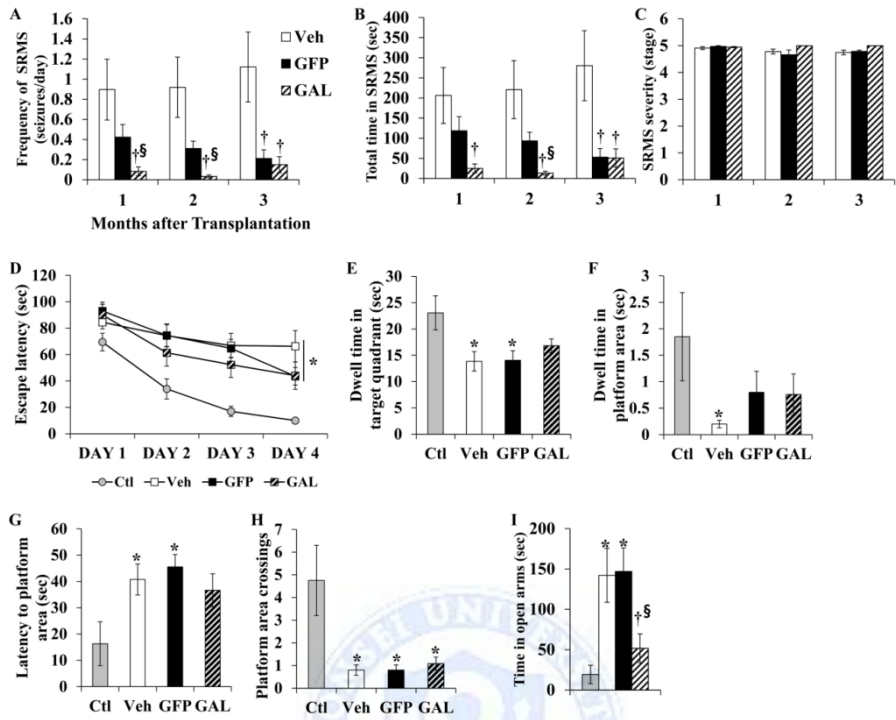 A
Frequency of SRMS
(seizures/day)
1.6
1.4
1.2
1
0.8
0.6
0.4
0.2
0
†§
†§
† †
1 2 3
Months after Transplantation
Veh
GFP
GAL
B
Total time in SRMS (sec)
400
350
300
250
200
150
100
50
0
†
†§
† †
1 2 3
C
SRMS severity (stage)
6
5
4
3
2
1
0
1 2 3
D
Escape latency (sec)
120
100
80
60
40
20
0
*
DAY 1 DAY 2 DAY 3 DAY 4
Ctl Veh GFP GAL
E
Dwell time in
target quadrant (sec)
30
25
20
15
10
5
0
* *
Ctl Veh GFP GAL
F
Dwell time in
platform area (sec)
3
2.5
2
1.5
1
0.5
0
*
Ctl Veh GFP GAL
G
Latency to platform
area (sec)
60
50
40
30
20
10
0
* *
Ctl Veh GFP GAL
H
Platform area crossings
7
6
5
4
3
2
1
0
* * *
Ctl Veh GFP GAL
I
Time in open arms (sec)
200
150
100
50
0
* *
†§